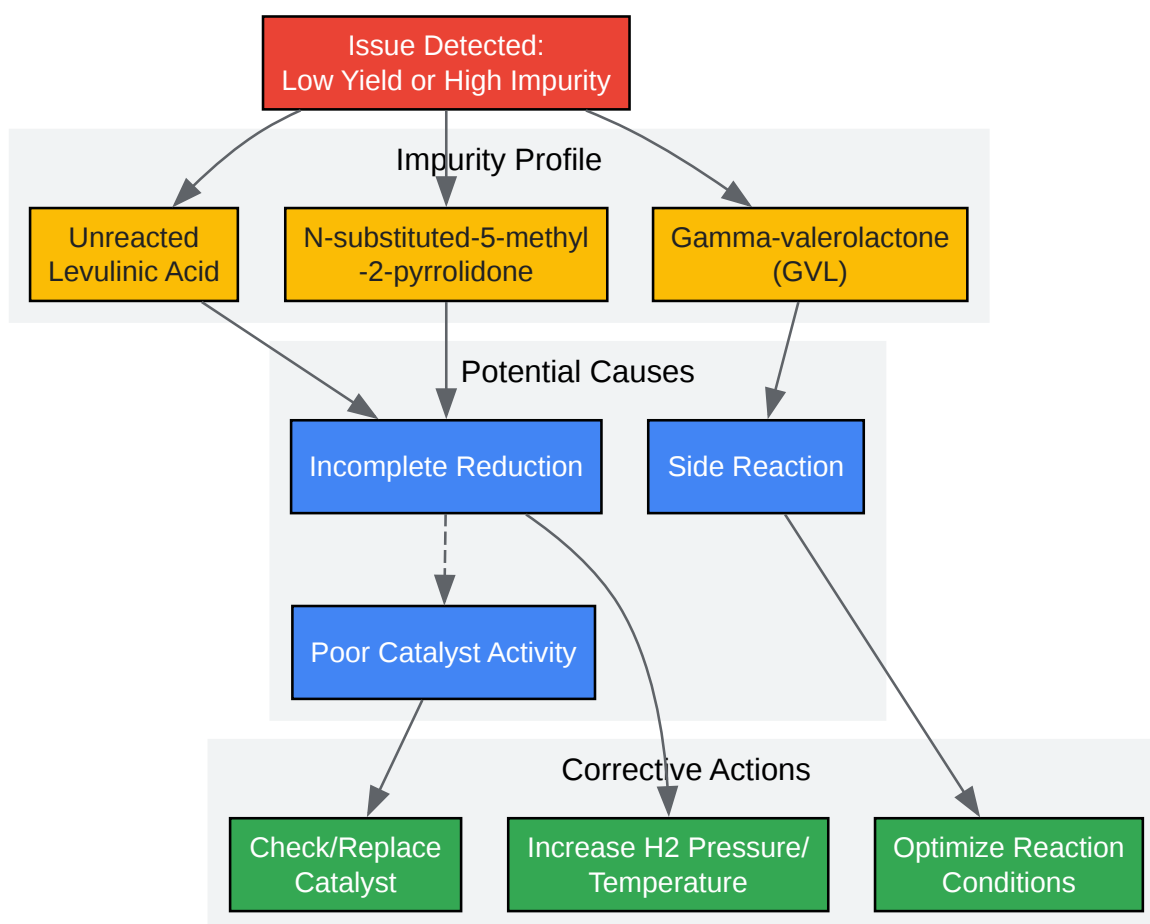 Issue Detected:
Low Yield or High Impurity
Impurity Profile
Unreacted
Levulinic Acid
N-substituted-5-methyl
-2-pyrrolidone
Gamma-valerolactone
(GVL)
Potential Causes
Incomplete Reduction
Side Reaction
Poor Catalyst Activity
Corrective Actions
Check/Replace
Catalyst
Increase H2 Pressure/
Temperature
Optimize Reaction
Conditions